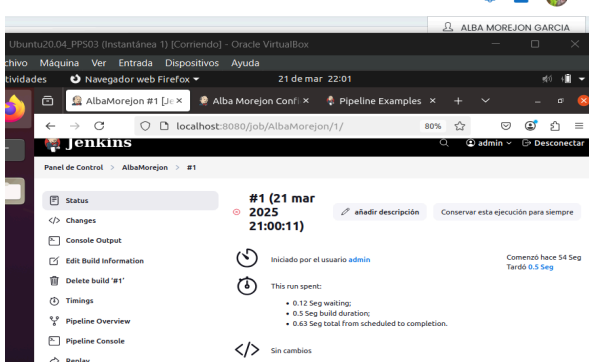 ALBA MOREJON GARCIA
Ubuntu20.04_PPS03 (Instantánea 1) [Corriendo] - Oracle VirtualBox
chivo Máquina Ver Entrada Dispositivos Ayuda
tividades Navegador web Firefox 21 de mar 22:01
AlbaMorejon #1 [Je Alba Morejon Confi Pipeline Examples
localhost:8080/job/AlbaMorejon/1/ 80%
Jenkins admin Desconectar
Panel de Control > AlbaMorejon > #1
Status
Changes
Console Output
Edit Build Information
Delete build '#1'
Timings
Pipeline Overview
Pipeline Console
Replay
#1 (21 mar
2025
21:00:11)
añadir descripción
Conservar esta ejecución para siempre
Iniciado por el usuario admin
Comenzó hace 54 Seg
Tardó 0.5 Seg
This run spent:
• 0.12 Seg waiting;
• 0.5 Seg build duration;
• 0.63 Seg total from scheduled to completion.
Sin cambios